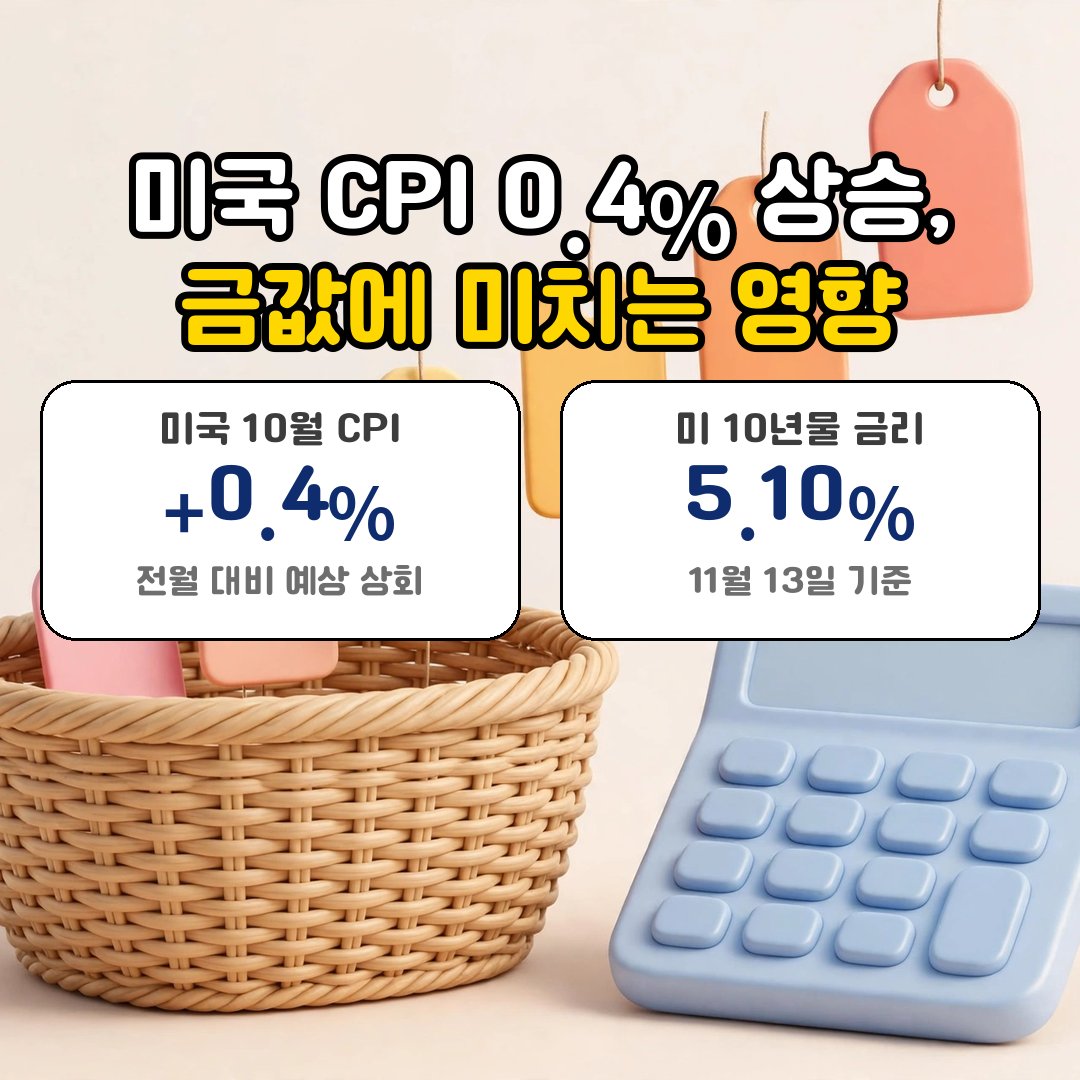 미국 CPI 0.4% 상승,
금값에 미치는 영향
미국 10월 CPI
+0.4%
전월 대비 예상 상회
미 10년물 금리
5.10%
11월 13일 기준